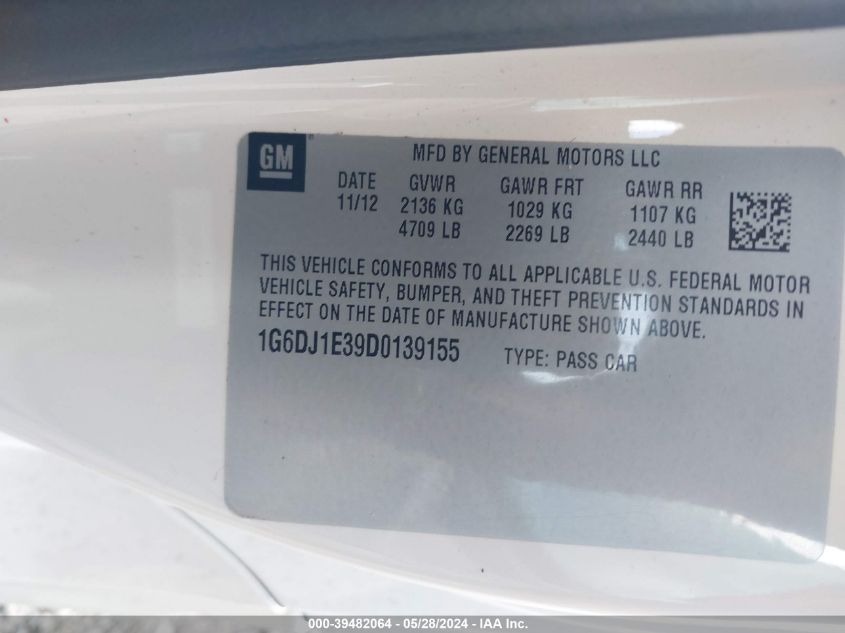 GM ®
MFD BY GENERAL MOTORS LLC
DATE GVWR GAWR FRT GAWR RR
11/12 2136 KG 1029 KG 1107 KG
4709 LB 2269 LB 2440 LB
THIS VEHICLE CONFORMS TO ALL APPLICABLE U.S. FEDERAL MOTOR
VEHICLE SAFETY, BUMPER, AND THEFT PREVENTION STANDARDS IN
EFFECT ON THE DATE OF MANUFACTURE SHOWN ABOVE.
1G6DJ1E39D0139155 TYPE: PASS CAR
000-39482064 - 05/28/2024 - IAA Inc.